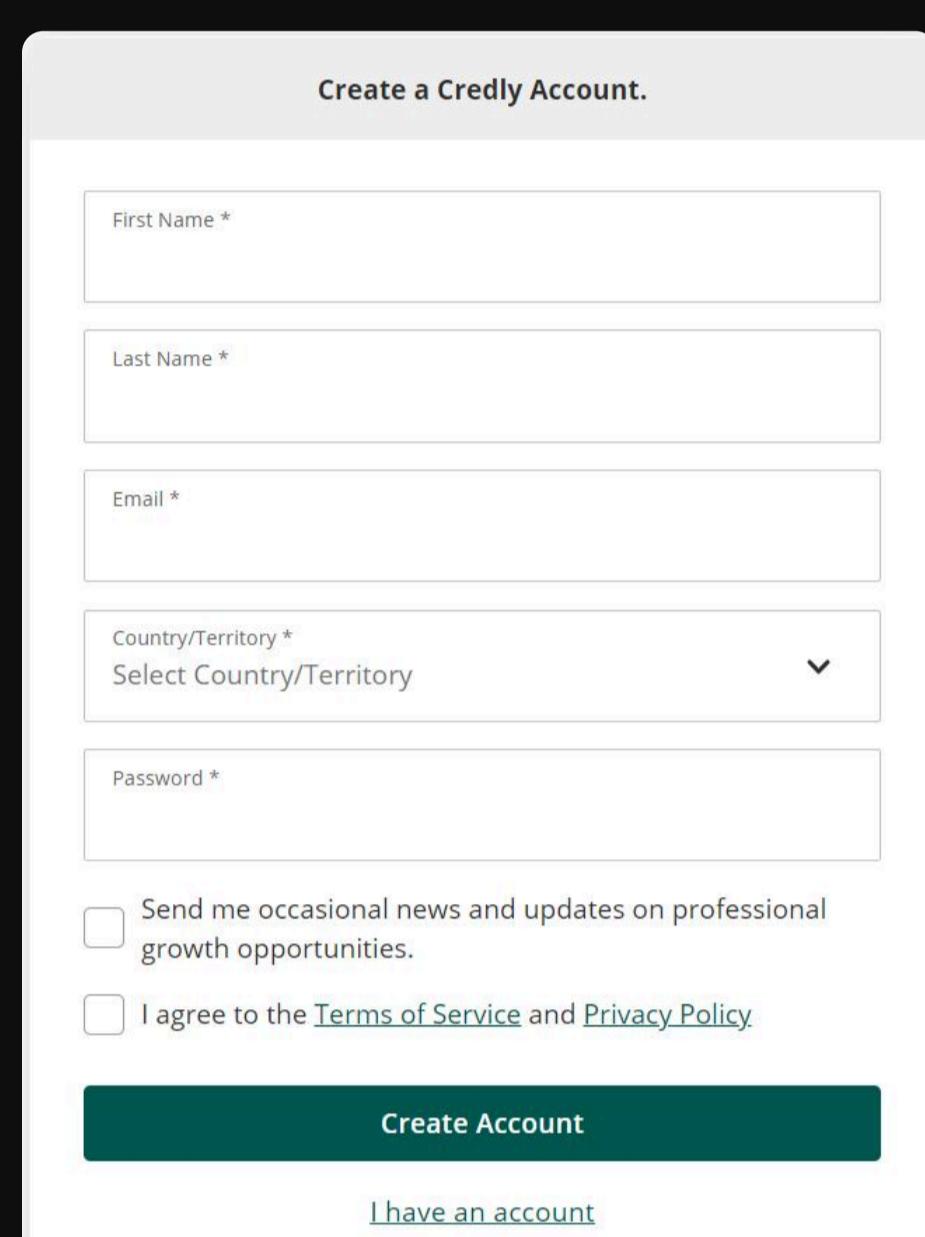 Create a Credly Account.
First Name *
Last Name *
Email *
Country/Territory *
Select Country/Territory
Password *
Send me occasional news and updates on professional
growth opportunities.
I agree to the Terms of Service and Privacy Policy
Create Account
I have an account